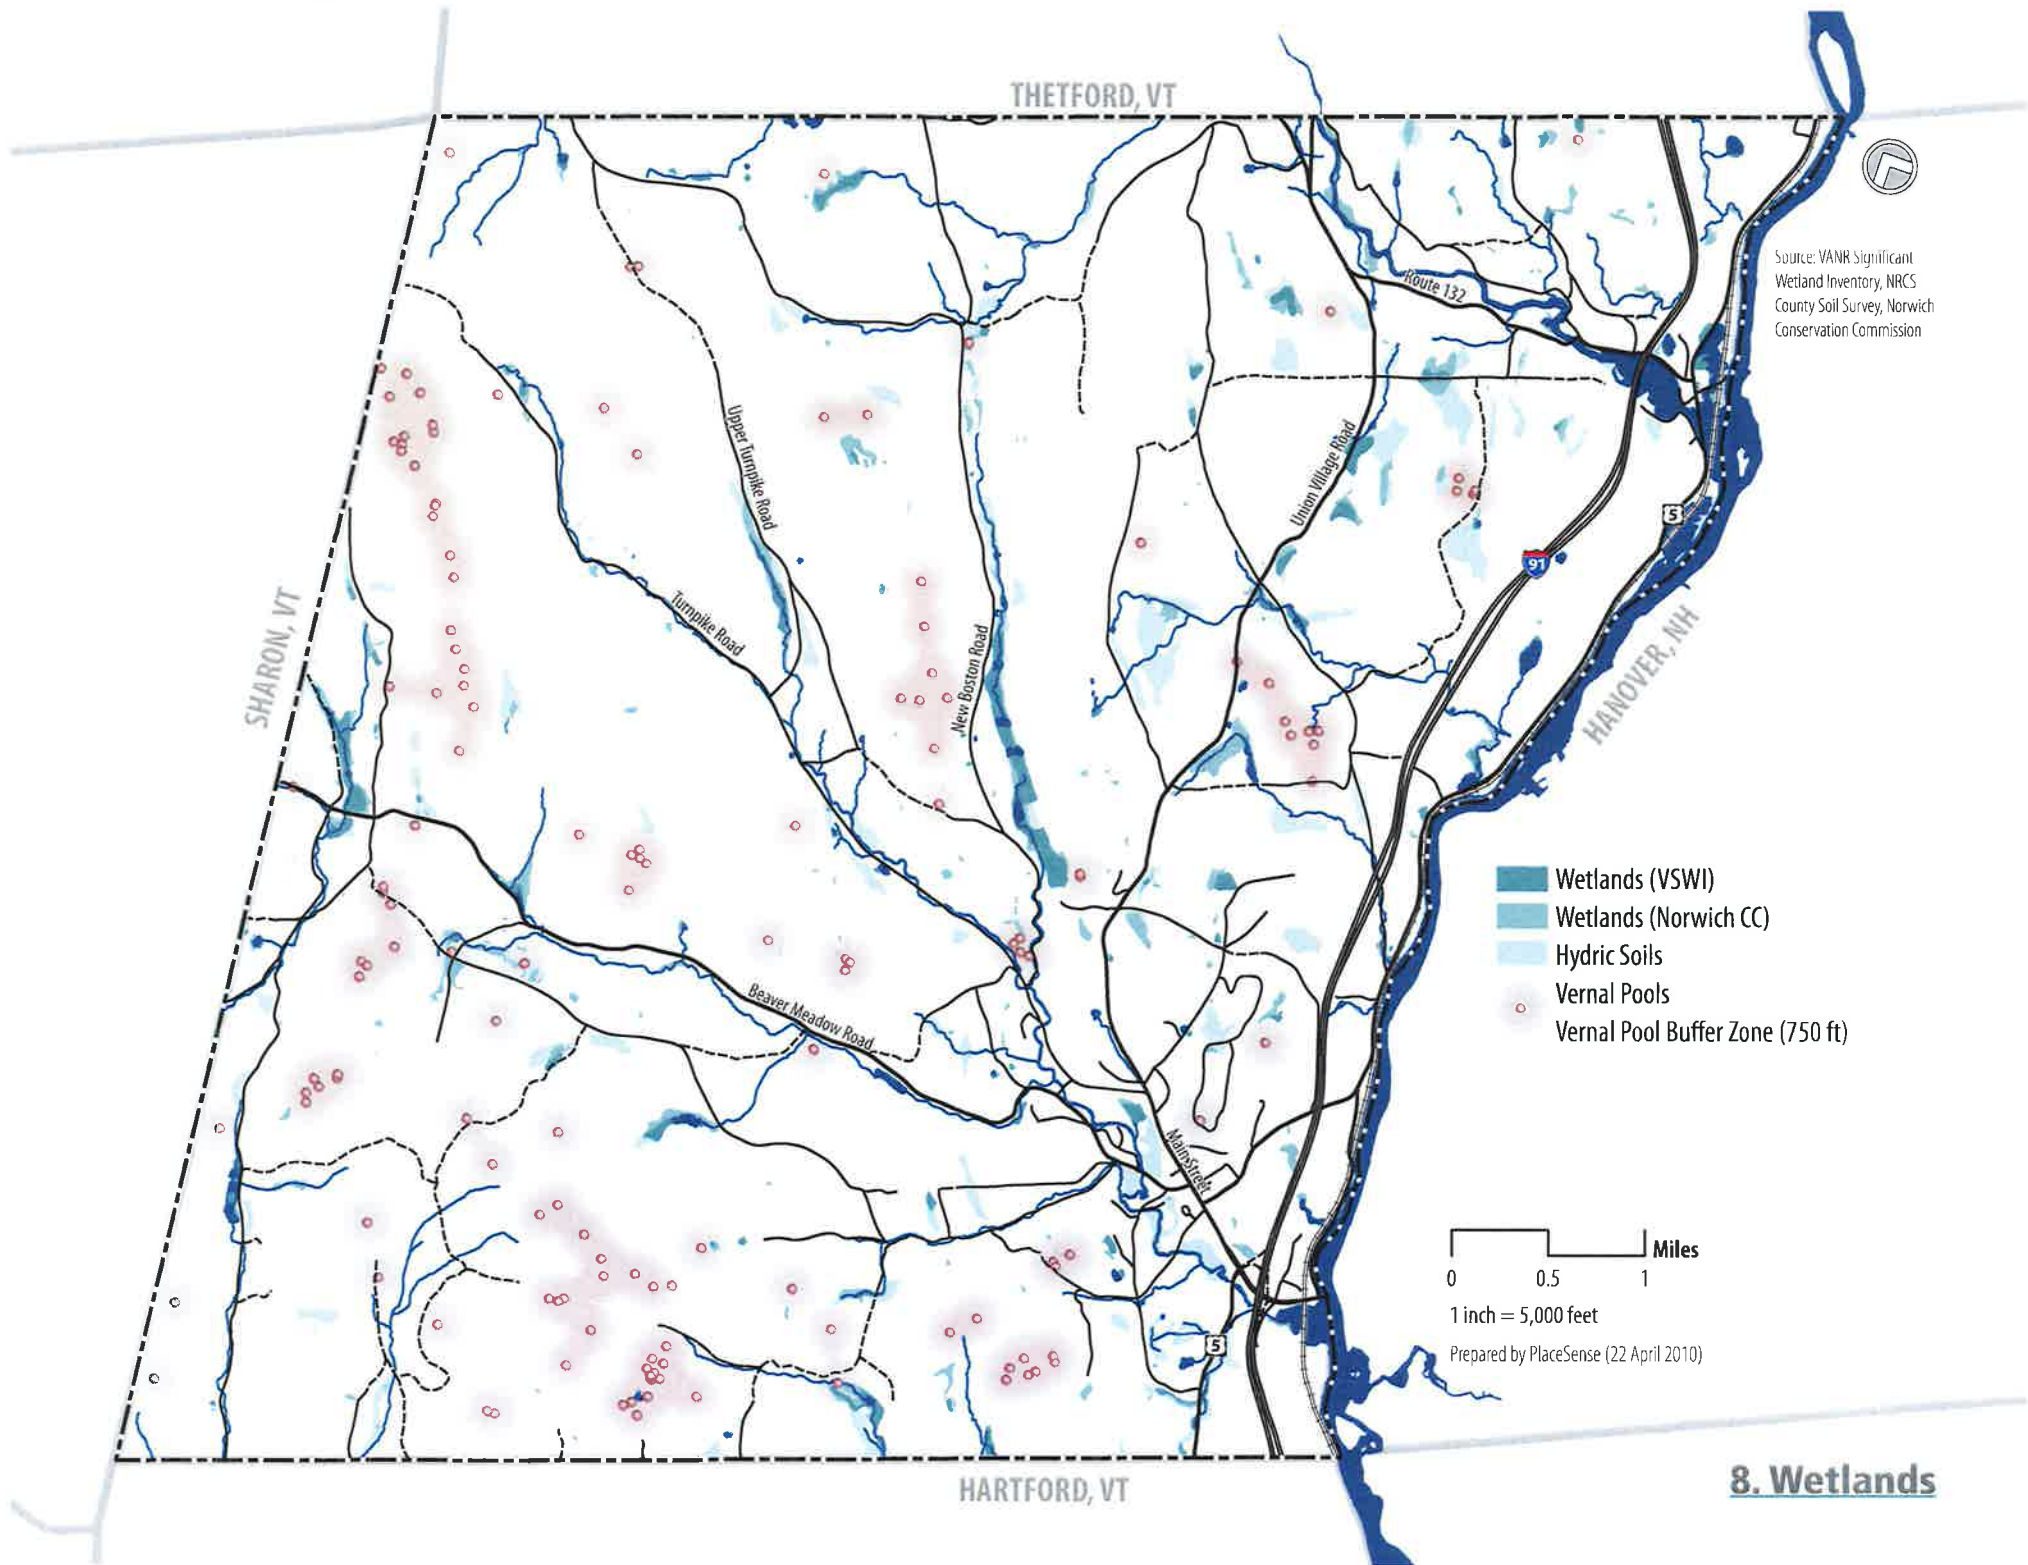 THETFORD, VT
Source: VANR Significant
Wetland Inventory, NRCS
County Soil Survey, Norwich
Conservation Commission
Route 132
Upper Turnpike Road
Union Village Road
5
91
Turnpike Road
New Boston Road
SHARON, VT
HANOVER, NH
Wetlands (VSWI)
Wetlands (Norwich CC)
Hydric Soils
Vernal Pools
Vernal Pool Buffer Zone (750 ft)
Beaver Meadow Road
Main Street
Miles
0 0.5 1
1 inch = 5,000 feet
5
Prepared by PlaceSense (22 April 2010)
HARTFORD, VT
8. Wetlands